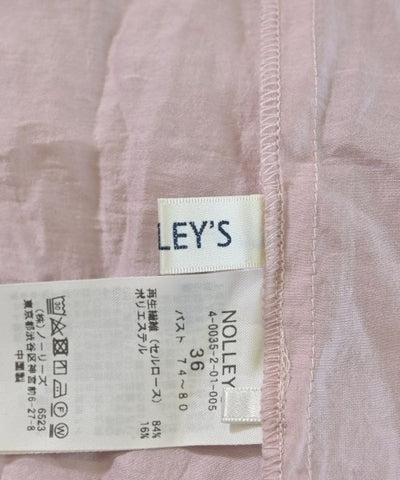 LEY'S
NOLLEY
4-0035-2-01-005
36
バスト 74~80
再生繊維(セルロース) 84%
ポリエステル 16%
(株)ノーリーズ 6523
東京都渋谷区神宮前6-27-8
中国製